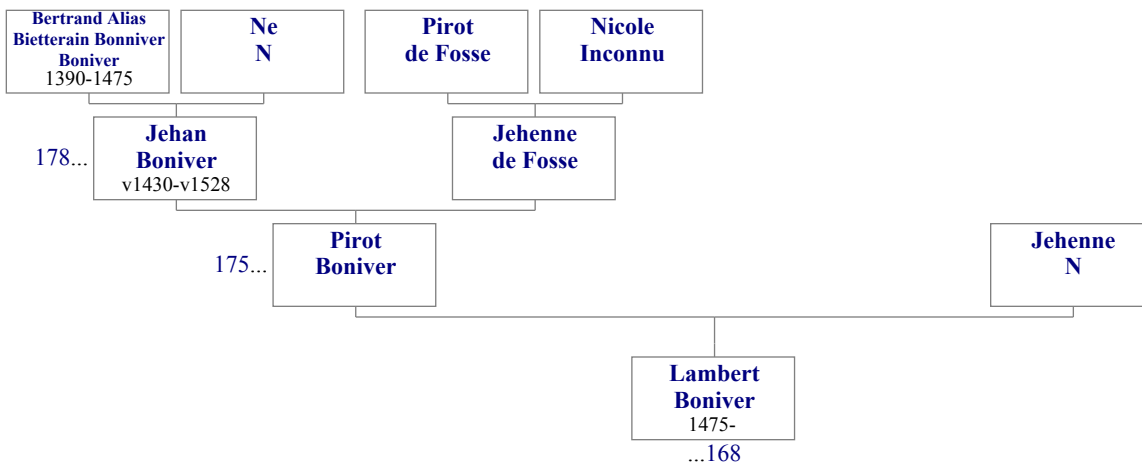 Bertrand Alias
Bietterain Bonniver
Boniver
1390-1475
Ne
N
Pirot
de Fosse
Nicole
Inconnu
178...
Jehan
Boniver
v1430-v1528
Jehenne
de Fosse
175...
Pirot
Boniver
Jehenne
N
Lambert
Boniver
1475-
...168